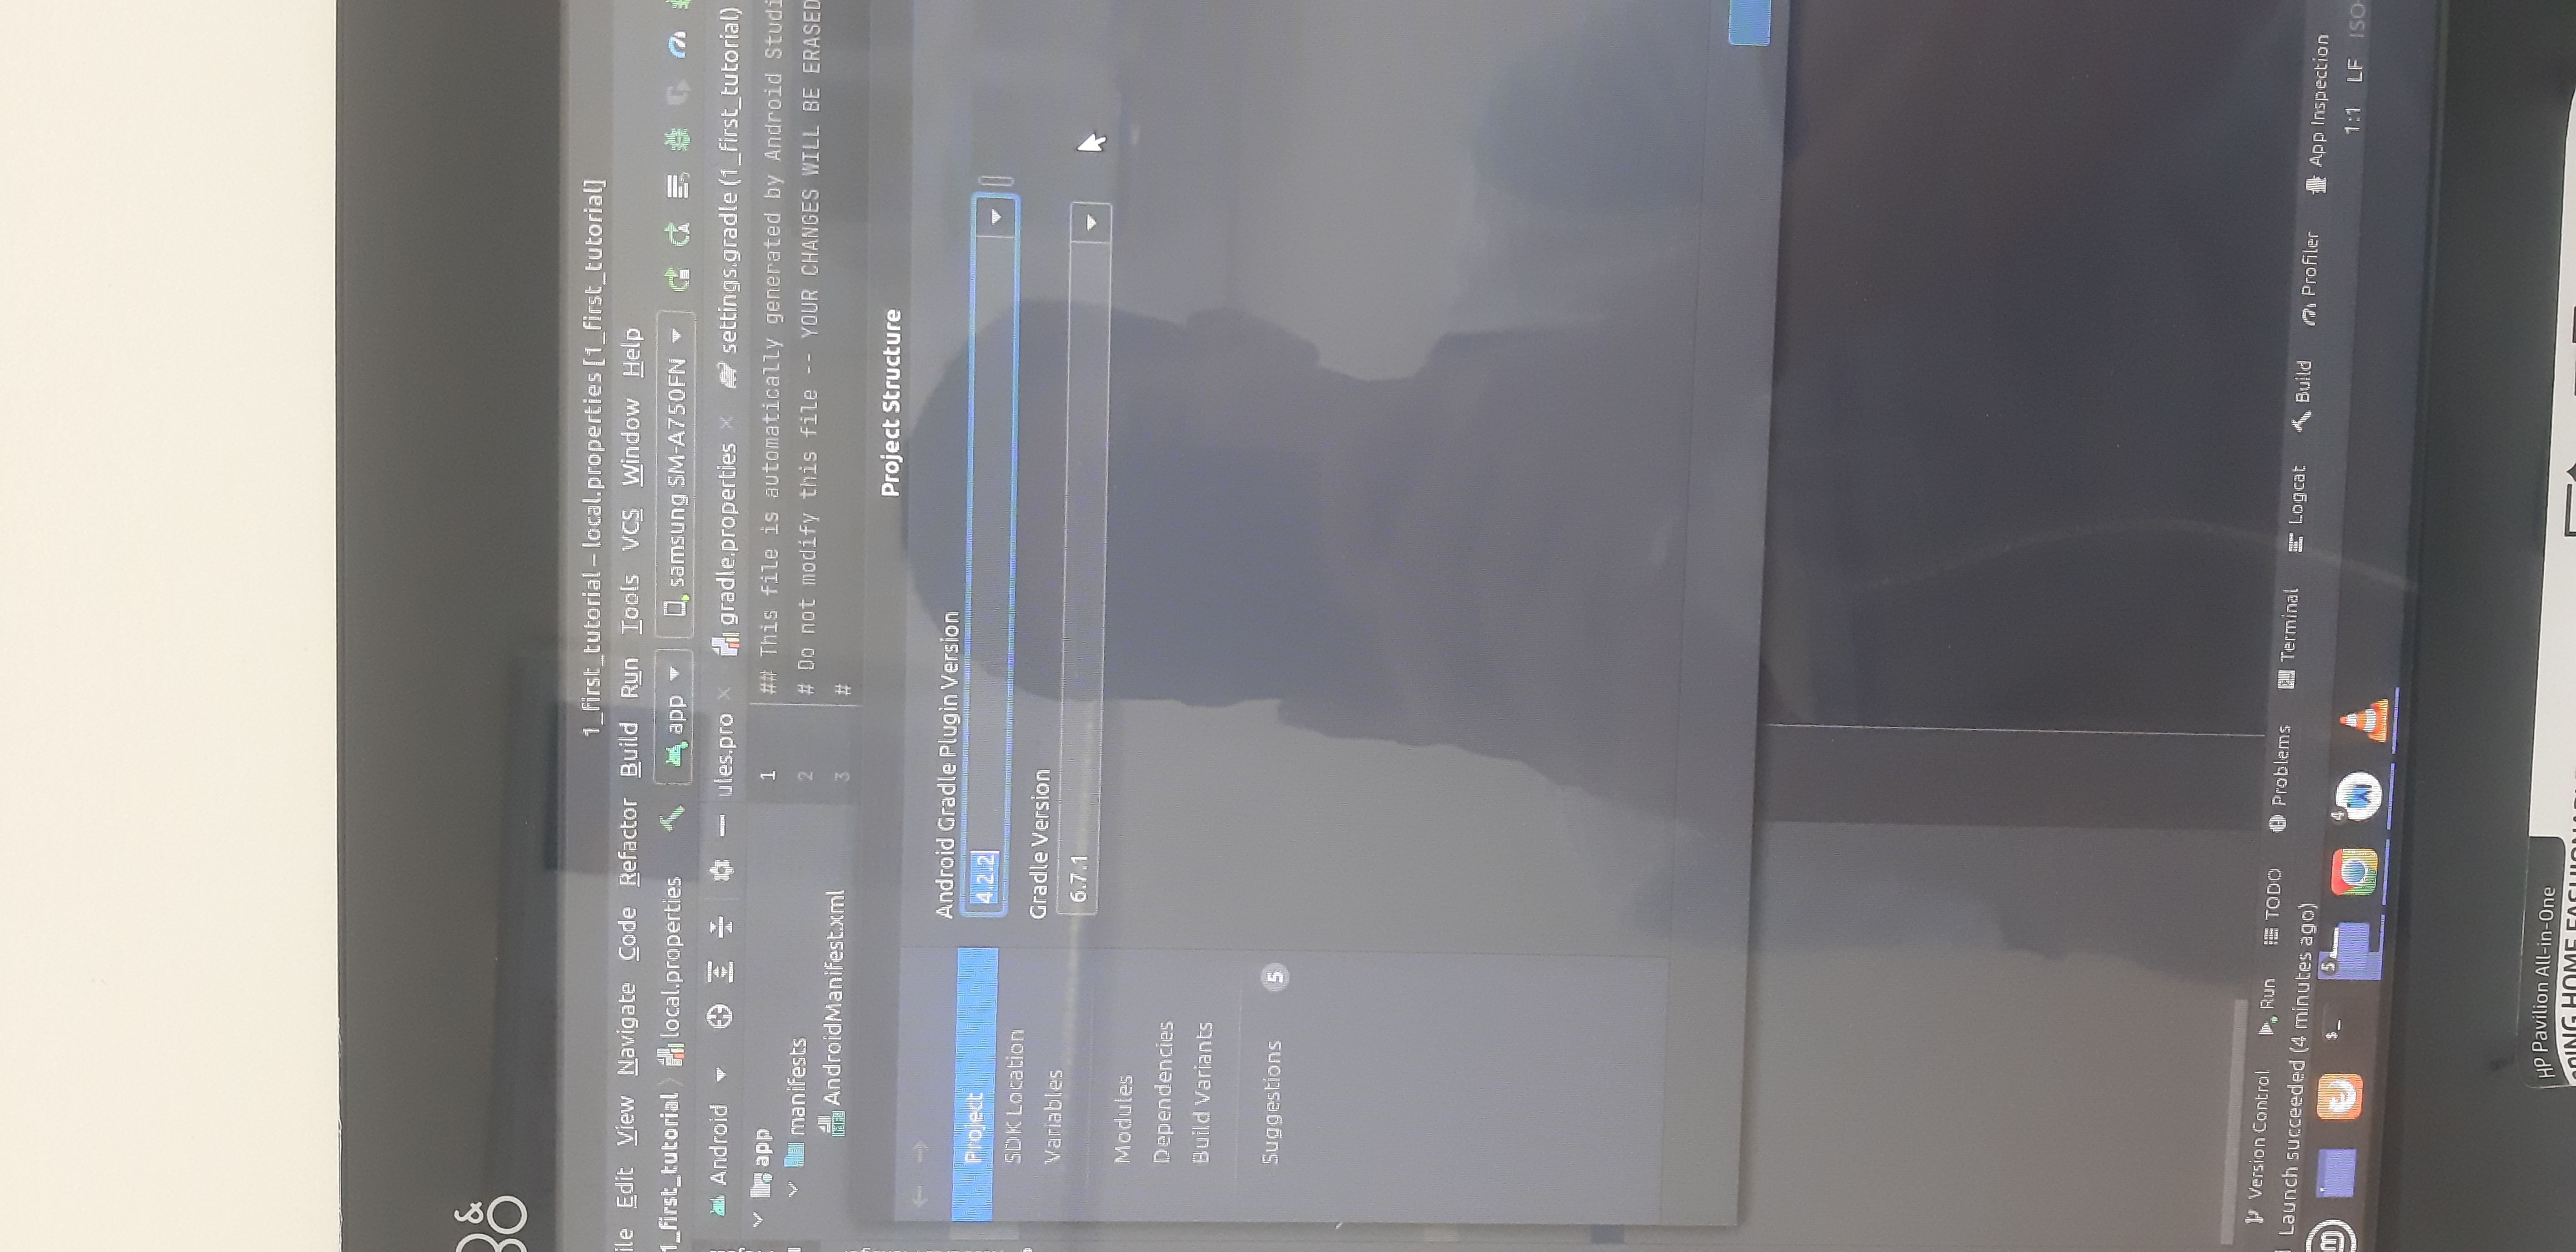 &
1_first_tutorial – local.properties [1_first_tutorial]
ile Edit View Navigate Code Refactor Build Run Tools VCS Window Help
1_first_tutorial local.properties app samsung SM-A750FN
Android ules.pro gradle.properties settings.gradle (1_first_tutorial)
app
manifests
AndroidManifest.xml
1 ## This file is automatically generated by Android Studi
2 # Do not modify this file -- YOUR CHANGES WILL BE ERASED
3 #
Project Structure
Project
SDK Location
Variables
Modules
Dependencies
Build Variants
Suggestions 5
Android Gradle Plugin Version
4.2.2
Gradle Version
6.7.1
Version Control Run TODO Problems Terminal Logcat Build Profiler App Inspection
Launch succeeded (4 minutes ago)
1:1 LF ISO
$_ 5 4
HP Pavilion All-in-One